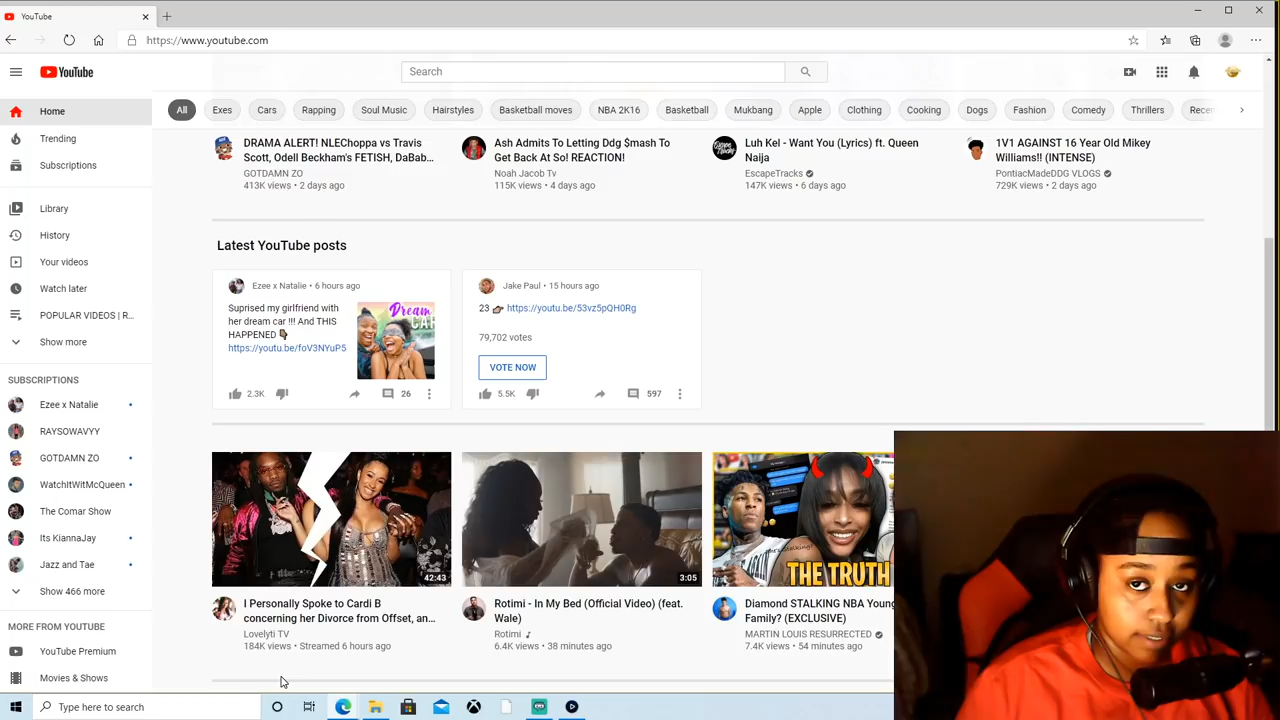 YouTube
https://www.youtube.com
YouTube
Search
All
Exes
Cars
Rapping
Soul Music
Hairstyles
Basketball moves
NBA 2K16
Basketball
Mukbang
Apple
Clothing
Cooking
Dogs
Fashion
Comedy
Thrillers
Home
Trending
Subscriptions
Library
History
Your videos
Watch later
POPULAR VIDEOS | R...
Show more
SUBSCRIPTIONS
Ezee x Natalie
RAYSOWAVYY
GOTDAMN ZO
WatchItWitMcQueen
The Comar Show
Its KiannaJay
Jazz and Tae
Show 466 more
MORE FROM YOUTUBE
YouTube Premium
Movies & Shows
DRAMA ALERT! NLEChoppa vs Travis
Scott, Odell Beckham's FETISH, DaBab...
GOTDAMN ZO
413K views • 2 days ago
Ash Admits To Letting Ddg $mash To
Get Back At So! REACTION!
Noah Jacob Tv
115K views • 4 days ago
Luh Kel - Want You (Lyrics) ft. Queen
Naija
EscapeTracks
147K views • 6 days ago
1V1 AGAINST 16 Year Old Mikey
Williams!! (INTENSE)
PontiacMadeDDG VLOGS
729K views • 2 days ago
Latest YouTube posts
Ezee x Natalie • 6 hours ago
Suprised my girlfriend with
her dream car !!! And THIS
HAPPENED
https://youtu.be/foV3NYuP5
Dream
CAR
2.3K
26
Jake Paul • 15 hours ago
23 https://youtu.be/53vz5pQH0Rg
79,702 votes
VOTE NOW
5.5K
597
42:43
I Personally Spoke to Cardi B
concerning her Divorce from Offset, an...
Lovelyti TV
184K views • Streamed 6 hours ago
3:05
Rotimi - In My Bed (Official Video) (feat.
Wale)
Rotimi
6.4K views • 38 minutes ago
THE TRUTH
Diamond STALKING NBA Young
Family? (EXCLUSIVE)
MARTIN LOUIS RESURRECTED
7.4K views • 54 minutes ago
Type here to search